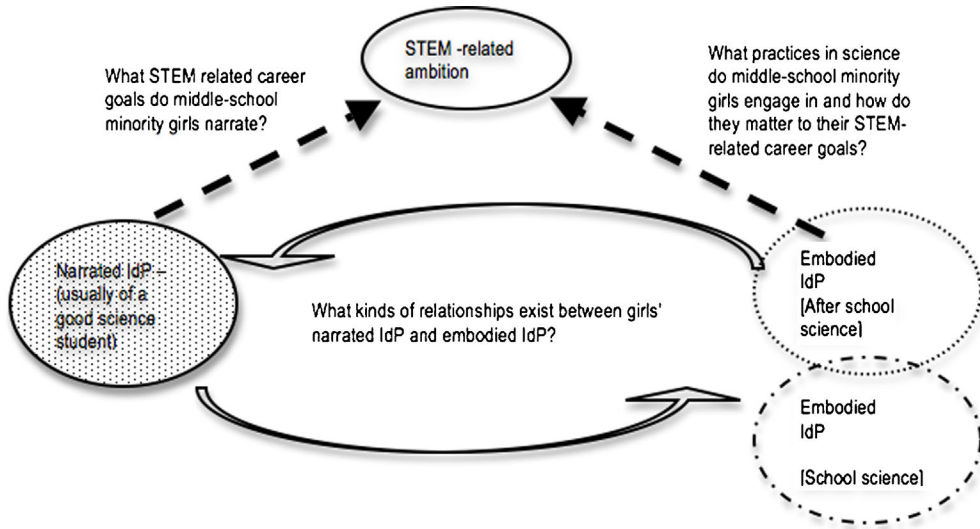 STEM -related
ambition
What STEM related career
goals do middle-school
minority girls narrate?
What practices in science
do middle-school minority
girls engage in and how do
they matter to their STEM-
related career goals?
Narrated IdP –
(usually of a
good science
student)
What kinds of relationships exist between girls'
narrated IdP and embodied IdP?
Embodied
IdP
[After school
science]
Embodied
IdP
[School science]